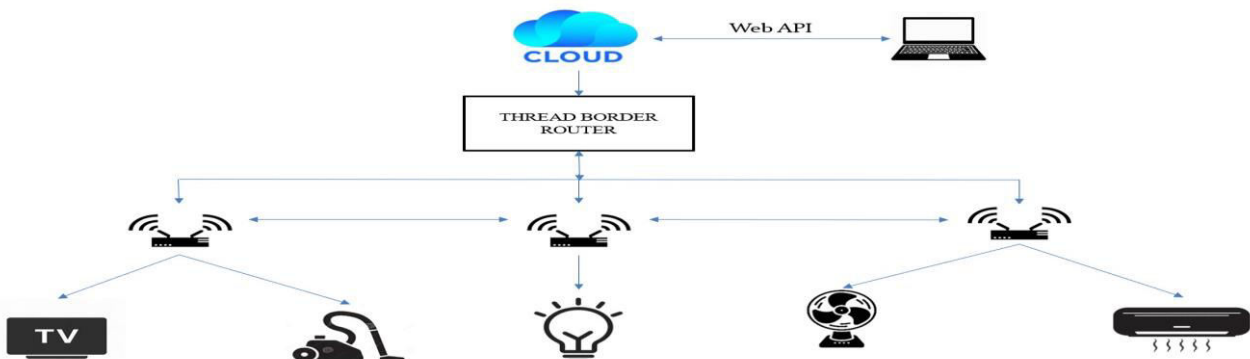 Web API
CLOUD
THREAD BORDER
ROUTER
TV